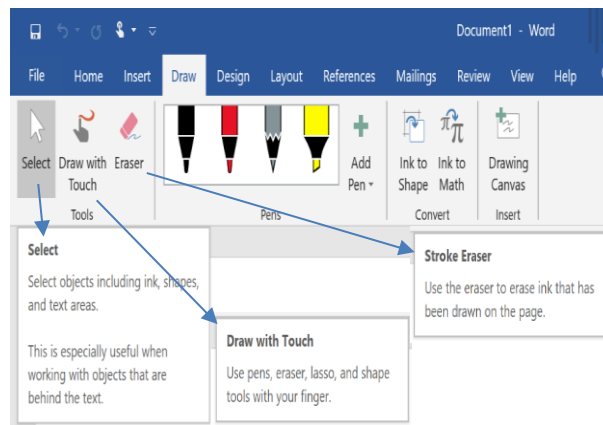 Document1 - Word
File Home Insert Draw Design Layout References Mailings Review View Help
Select Draw with Touch Eraser Add Pen Ink to Shape Ink to Math Drawing Canvas
Tools Pens Convert Insert
Select
Select objects including ink, shapes,
and text areas.
This is especially useful when
working with objects that are
behind the text.
Draw with Touch
Use pens, eraser, lasso, and shape
tools with your finger.
Stroke Eraser
Use the eraser to erase ink that has
been drawn on the page.